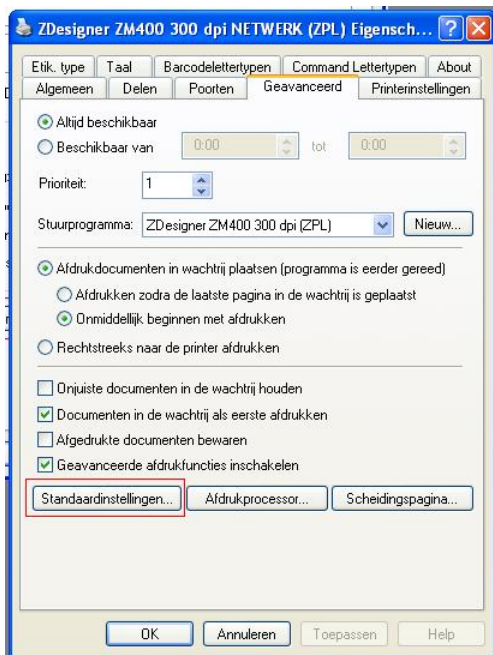 ZDesigner ZM400 300 dpi NETWERK (ZPL) Eigensch... ?
Etik. type Taal Barcodelettertypen Command Lettertypen About
Algemeen Delen Poorten Geavanceerd Printerinstellingen
Altijd beschikbaar
Beschikbaar van 0:00 tot 0:00
Prioriteit: 1
Stuurprogramma: ZDesigner ZM400 300 dpi (ZPL) Nieuw...
Afdrukdocumenten in wachtrij plaatsen (programma is eerder gereed)
Afdrukken zodra de laatste pagina in de wachtrij is geplaatst
Onmiddellijk beginnen met afdrukken
Rechtstreeks naar de printer afdrukken
Onjuiste documenten in de wachtrij houden
Documenten in de wachtrij als eerste afdrukken
Afgedrukte documenten bewaren
Geavanceerde afdrukfuncties inschakelen
Standaardinstellingen... Afdrukprocessor... Scheidingspagina...
OK Annuleren Toepassen Help